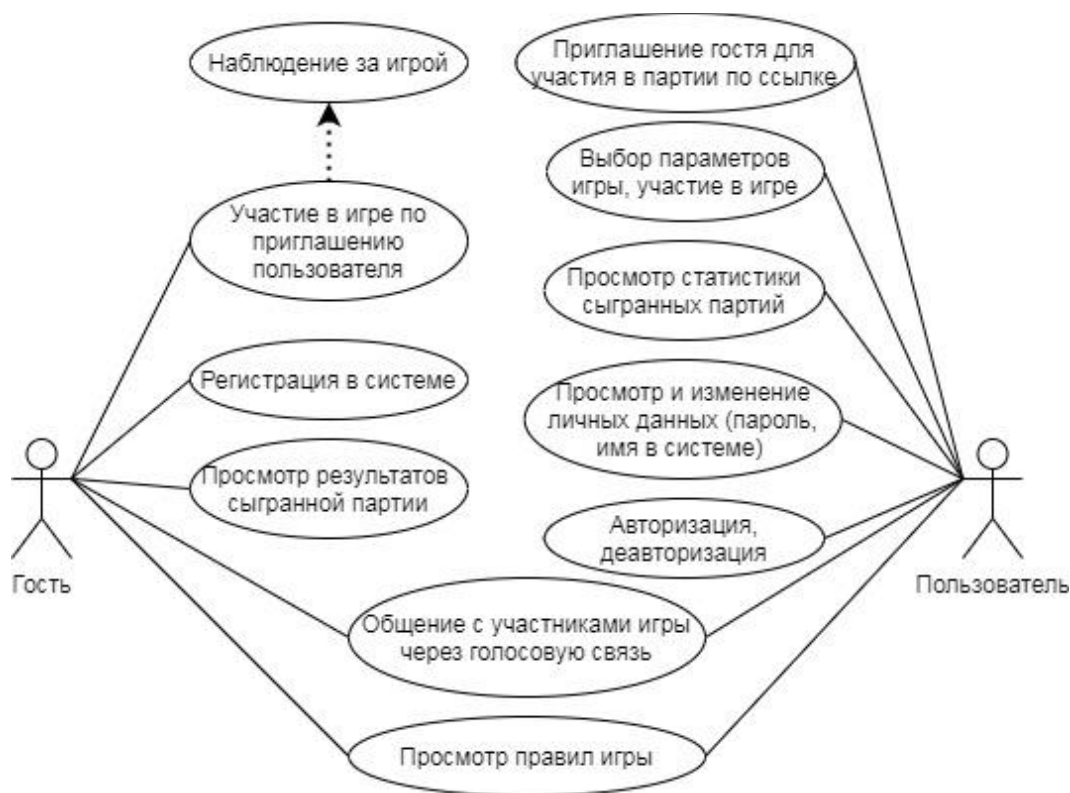 Наблюдение за игрой
Приглашение гостя для
участия в партии по ссылке
Выбор параметров
игры, участие в игре
Участие в игре по
приглашению
пользователя
Просмотр статистики
сыгранных партий
Регистрация в системе
Просмотр и изменение
личных данных (пароль,
имя в системе)
Просмотр результатов
сыгранной партии
Авторизация,
деавторизация
Гость
Пользователь
Общение с участниками игры
через голосовую связь
Просмотр правил игры